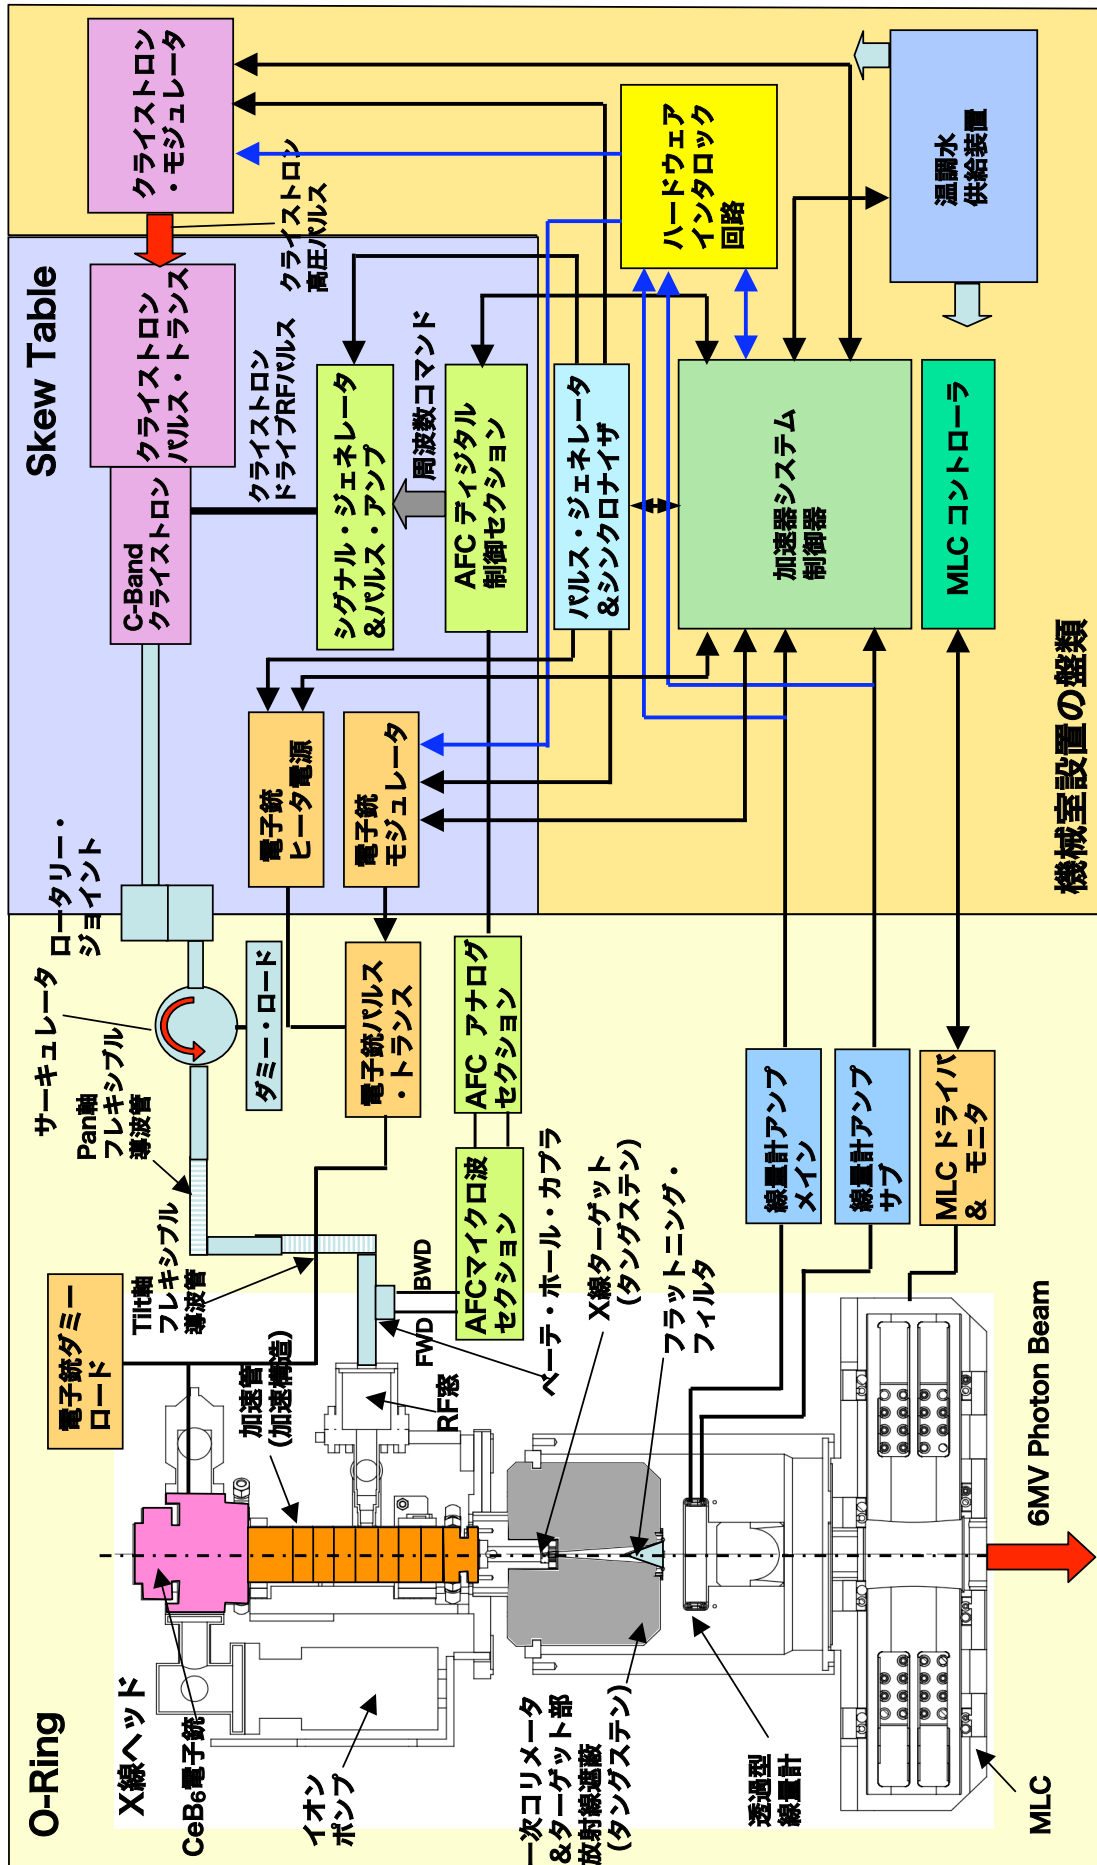 O-Ring
Skew Table
機械室設置の盤類
X線ヘッド
CeB6電子銃
イオン
ポンプ
一次コリメータ
&ターゲット部
放射線遮蔽
(タングステン)
透過型
線量計
MLC
6MV Photon Beam
電子銃ダミー
ロード
加速管
(加速構造)
RF窓
Tilt軸
フレキシブル
導波管
Pan軸
フレキシブル
導波管
サーキュレータ
ロータリー・
ジョイント
ダミー・ロード
FWD
BWD
ベーテ・ホール・カプラ
X線ターゲット
(タングステン)
フラットニング・
フィルタ
電子銃パルス
・トランス
AFCマイクロ波
セクション
AFC アナログ
セクション
線量計アンプ
メイン
線量計アンプ
サブ
MLC ドライバ
& モニタ
電子銃
ヒータ電源
電子銃
モジュレータ
C-Band
クライストロン
クライストロン
パルス・トランス
クライストロン
・モジュレータ
クライストロン
高圧パルス
クライストロン
ドライブRFパルス
シグナル・ジェネレータ
&パルス・アンプ
周波数コマンド
AFC ディジタル
制御セクション
パルス・ジェネレータ
&シンクロナイザ
加速器システム
制御器
MLC コントローラ
ハードウェア
インタロック
回路
温調水
供給装置